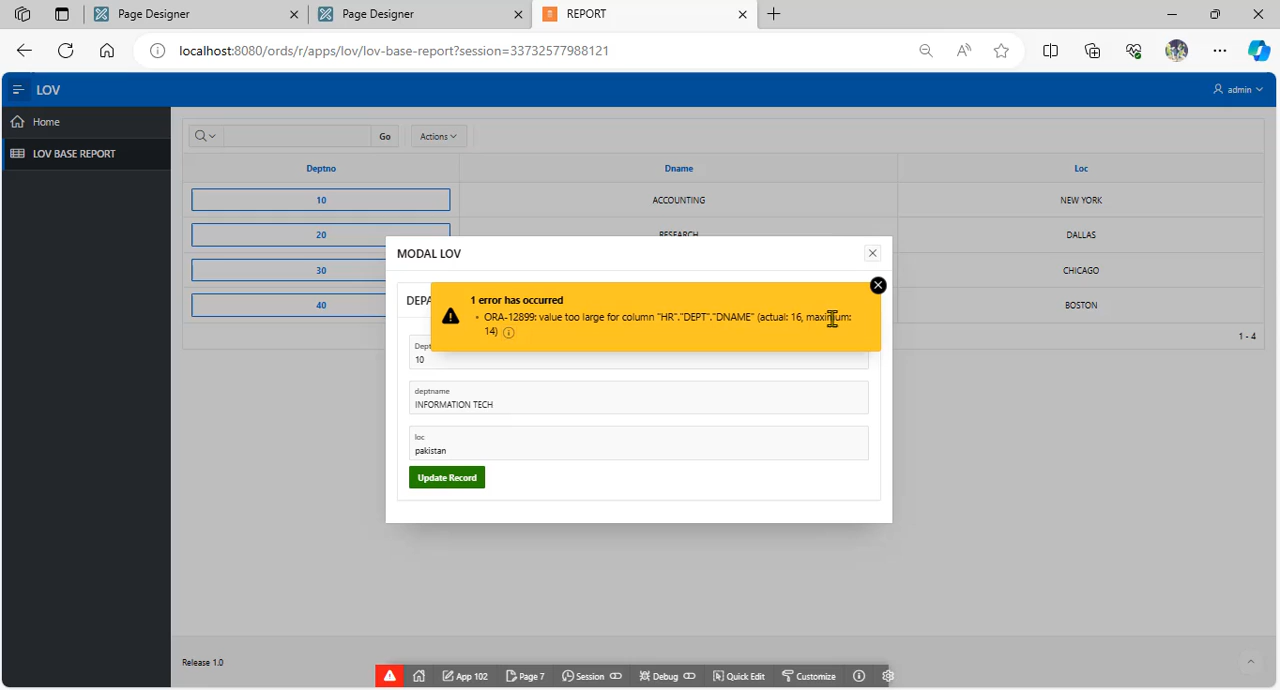 Page Designer
Page Designer
REPORT
localhost:8080/ords/r/apps/lov/lov-base-report?session=33732577988121
LOV
admin
Home
LOV BASE REPORT
Go
Actions
Deptno Dname Loc
10 ACCOUNTING NEW YORK
20 RESEARCH DALLAS
30 CHICAGO
40 BOSTON
1 - 4
MODAL LOV
DEPA
1 error has occurred
ORA-12899: value too large for column "HR"."DEPT"."DNAME" (actual: 16, maximum:
14)
Dept
10
deptname
INFORMATION TECH
loc
pakistan
Update Record
Release 1.0
App 102 Page 7 Session Debug Quick Edit Customize